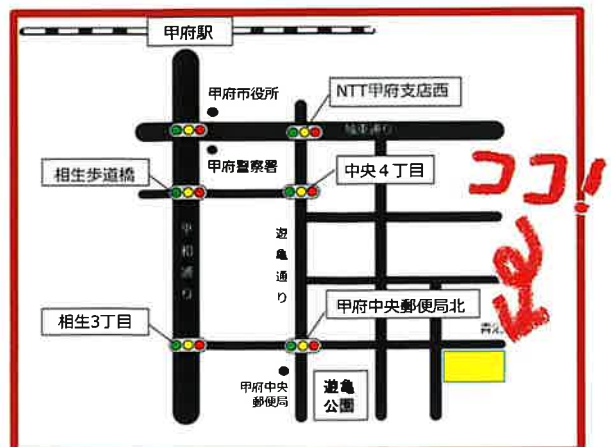 甲府駅
甲府市役所
NTT甲府支店西
城東通り
相生歩道橋
甲府警察署
中央4丁目
ココ!
平和通り
遊亀通り
甲府中央郵便局北
相生3丁目
甲府中央
郵便局
遊亀
公園